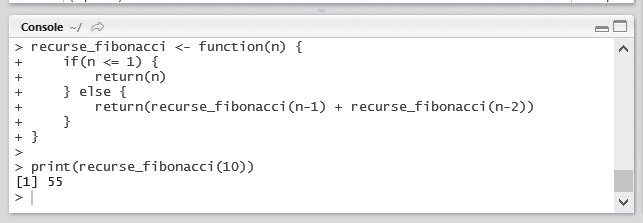 Console ~/
> recurse_fibonacci <- function(n) {
+     if(n <= 1) {
+         return(n)
+     } else {
+         return(recurse_fibonacci(n-1) + recurse_fibonacci(n-2))
+     }
+ }
>
> print(recurse_fibonacci(10))
[1] 55
>